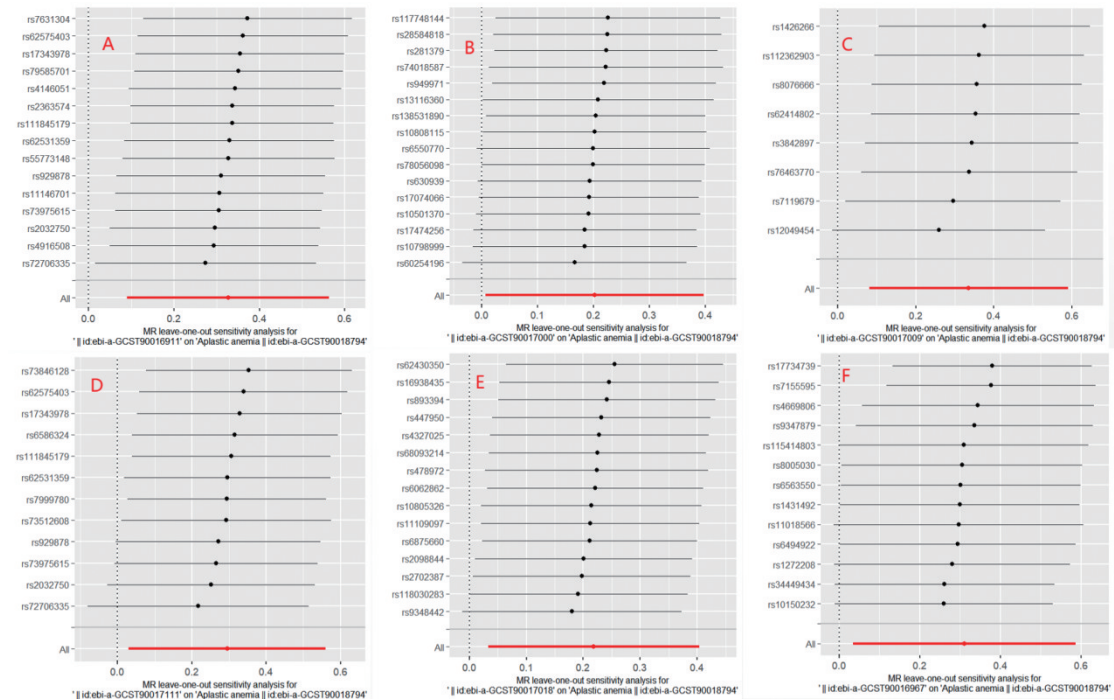 A
rs7631304
rs62575403
rs17343978
rs79585701
rs4146051
rs2363574
rs111845179
rs62531359
rs55773148
rs929878
rs11146701
rs73975615
rs2032750
rs4916508
rs72706335
All
0.0 0.2 0.4 0.6
MR leave-one-out sensitivity analysis for
' || id:ebi-a-GCST90016911' on 'Aplastic anemia || id:ebi-a-GCST90018794'
B
rs117748144
rs28584818
rs281379
rs74018587
rs949971
rs13116360
rs138531890
rs10808115
rs6550770
rs78056098
rs630939
rs17074066
rs10501370
rs17474256
rs10798999
rs60254196
All
0.0 0.1 0.2 0.3 0.4
MR leave-one-out sensitivity analysis for
' || id:ebi-a-GCST90017000' on 'Aplastic anemia || id:ebi-a-GCST90018794'
C
rs1426266
rs112362903
rs8076666
rs62414802
rs3842897
rs76463770
rs7119679
rs12049454
All
0.0 0.2 0.4 0.6
MR leave-one-out sensitivity analysis for
' || id:ebi-a-GCST90017009' on 'Aplastic anemia || id:ebi-a-GCST90018794'
D
rs73846128
rs62575403
rs17343978
rs6586324
rs111845179
rs62531359
rs7999780
rs73512608
rs929878
rs73975615
rs2032750
rs72706335
All
0.0 0.2 0.4 0.6
MR leave-one-out sensitivity analysis for
' || id:ebi-a-GCST90017111' on 'Aplastic anemia || id:ebi-a-GCST90018794'
E
rs62430350
rs16938435
rs893394
rs447950
rs4327025
rs68093214
rs478972
rs6062862
rs10805326
rs11109097
rs6875660
rs2098844
rs2702387
rs118030283
rs9348442
All
0.0 0.1 0.2 0.3 0.4
MR leave-one-out sensitivity analysis for
' || id:ebi-a-GCST90017018' on 'Aplastic anemia || id:ebi-a-GCST90018794'
F
rs17734739
rs7155595
rs4669806
rs9347879
rs115414803
rs8005030
rs6563550
rs1431492
rs11018566
rs6494922
rs1272208
rs34449434
rs10150232
All
0.0 0.2 0.4 0.6
MR leave-one-out sensitivity analysis for
' || id:ebi-a-GCST90016967' on 'Aplastic anemia || id:ebi-a-GCST90018794'